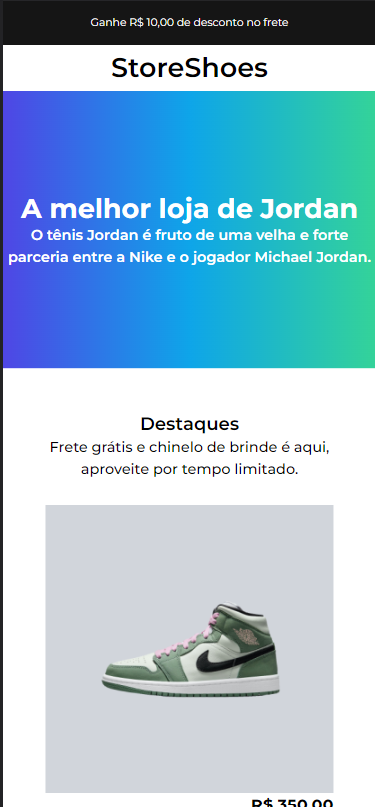 Ganhe R$ 10,00 de desconto no frete
StoreShoes
A melhor loja de Jordan
O tênis Jordan é fruto de uma velha e forte
parceria entre a Nike e o jogador Michael Jordan.
Destaques
Frete grátis e chinelo de brinde é aqui,
aproveite por tempo limitado.
R$ 350,00